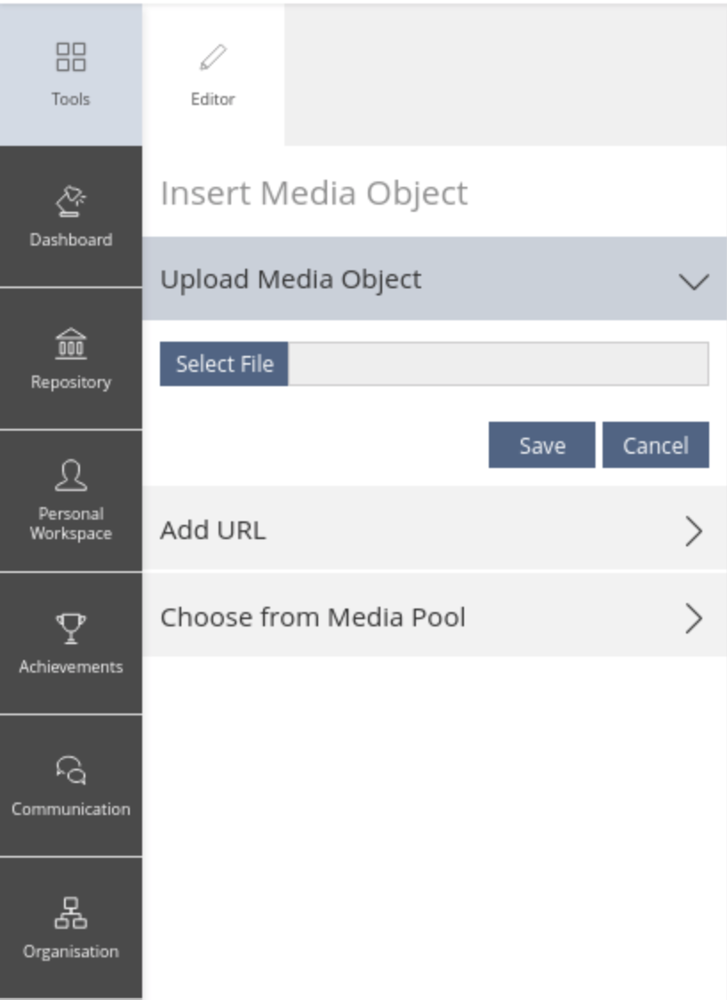 Tools
Editor
Dashboard
Repository
Personal
Workspace
Achievements
Communication
Organisation
Insert Media Object
Upload Media Object
Select File
Save
Cancel
Add URL
Choose from Media Pool